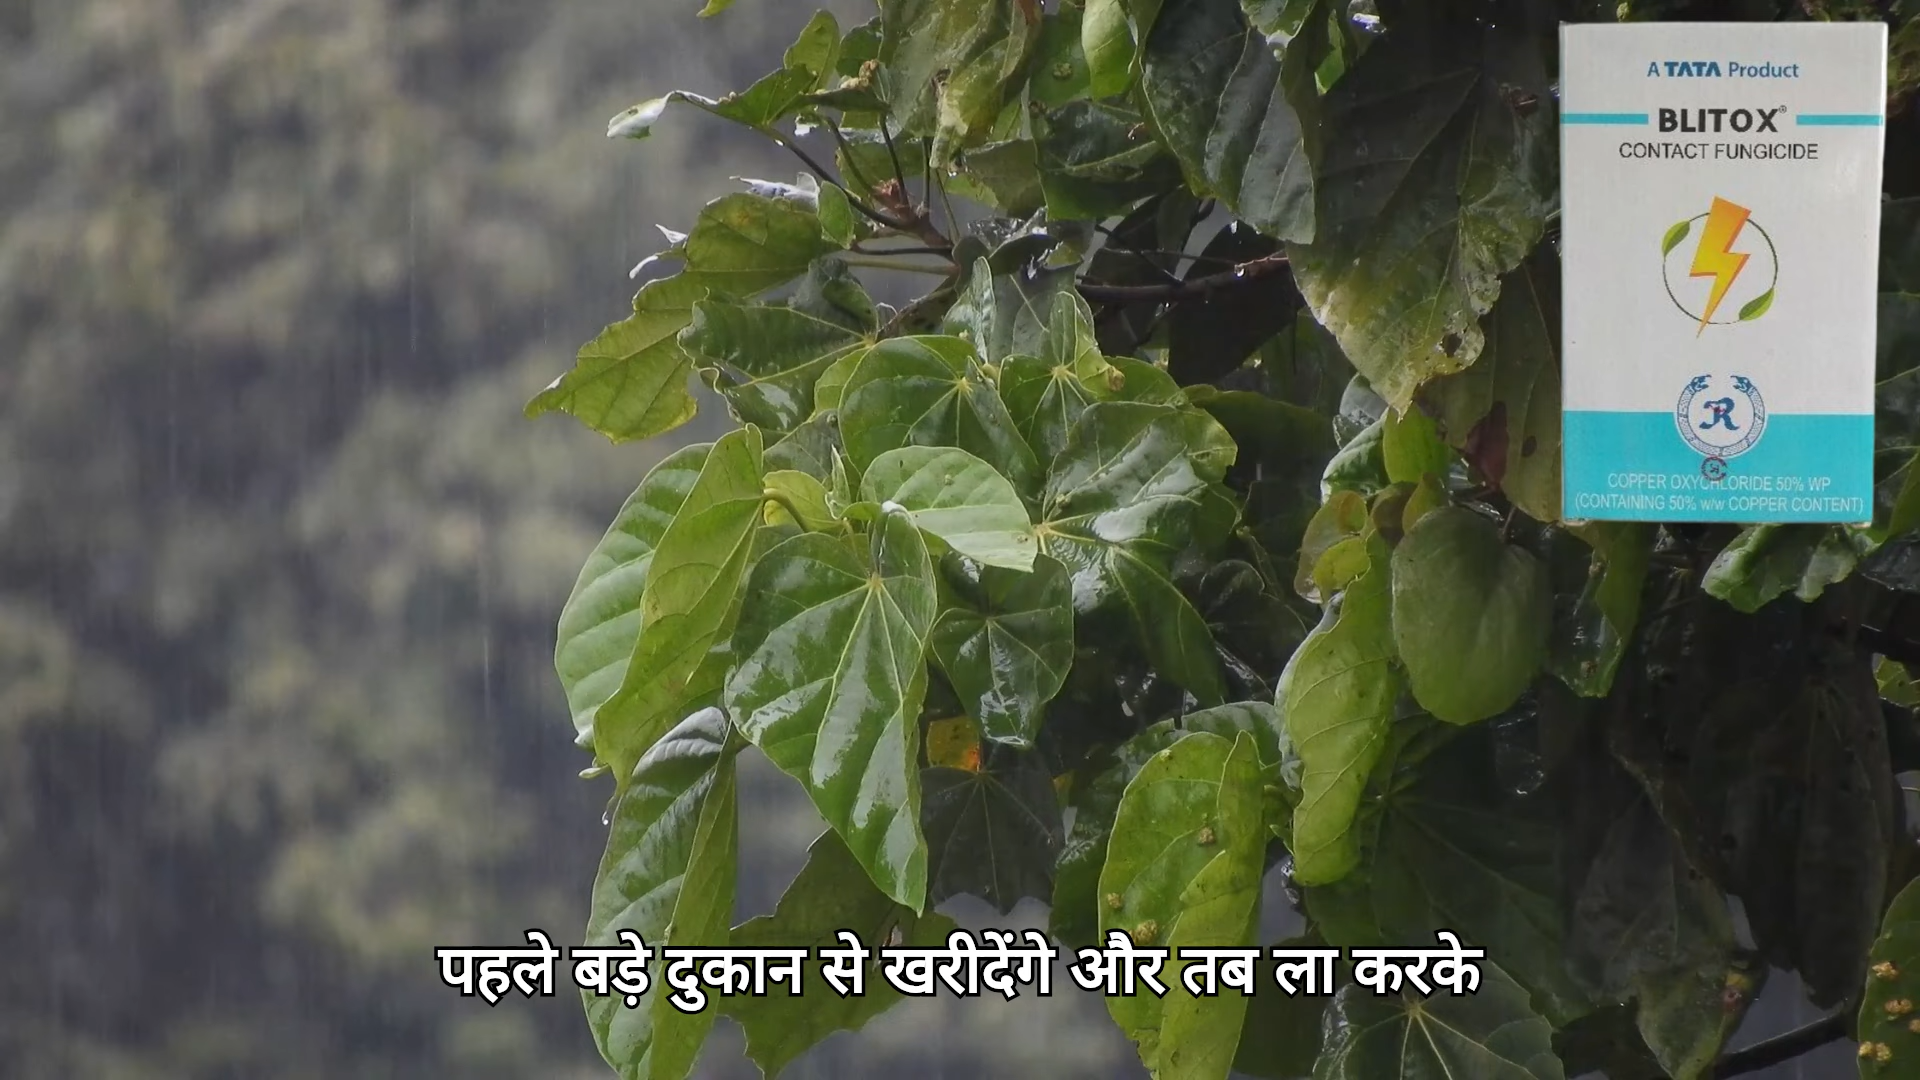 A TATA Product
BLITOX®
CONTACT FUNGICIDE
COPPER OXYCHLORIDE 50% WP
(CONTAINING 50% w/w COPPER CONTENT)
पहले बड़े दुकान से खरीदेंगे और तब ला करके